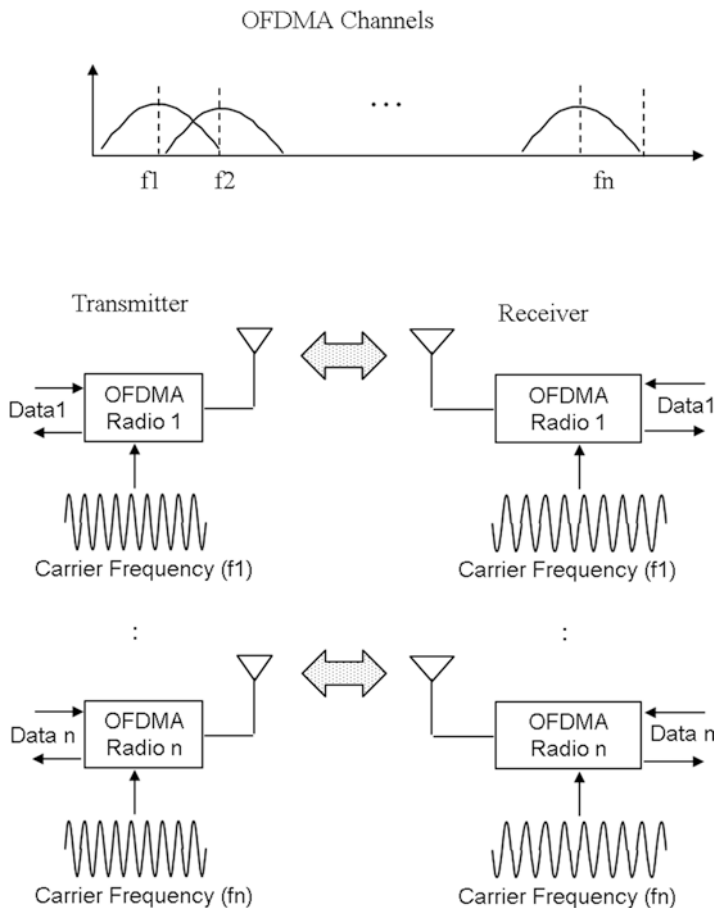 OFDMA Channels
...
f1 f2 fn
Transmitter Receiver
Data1 OFDMA Radio 1 OFDMA Radio 1 Data1
Carrier Frequency (f1) Carrier Frequency (f1)
: :
Data n OFDMA Radio n OFDMA Radio n Data n
Carrier Frequency (fn) Carrier Frequency (fn)